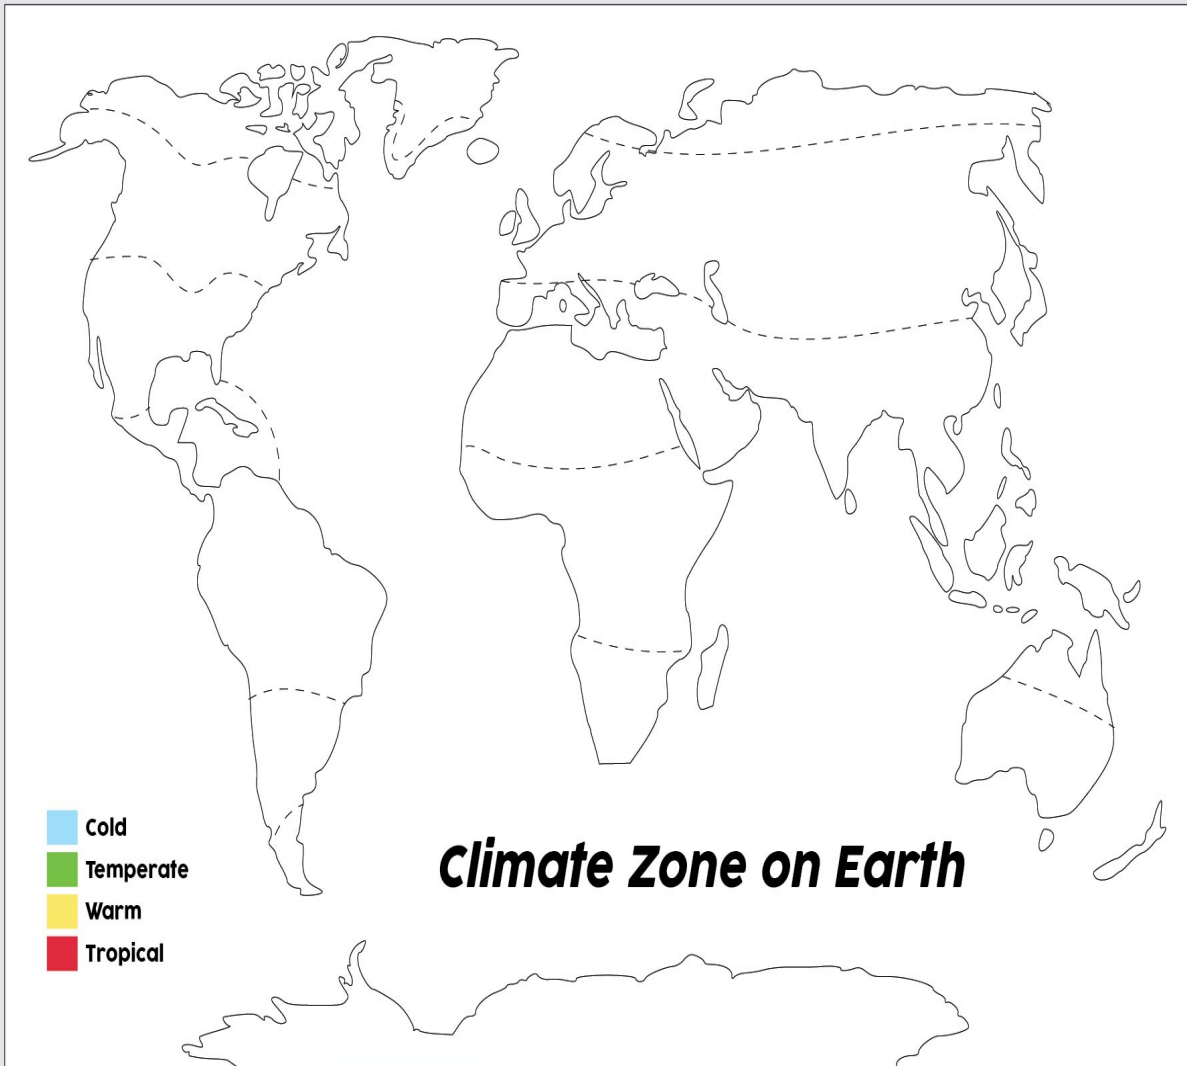 Cold
Temperate
Warm
Tropical
Climate Zone on Earth